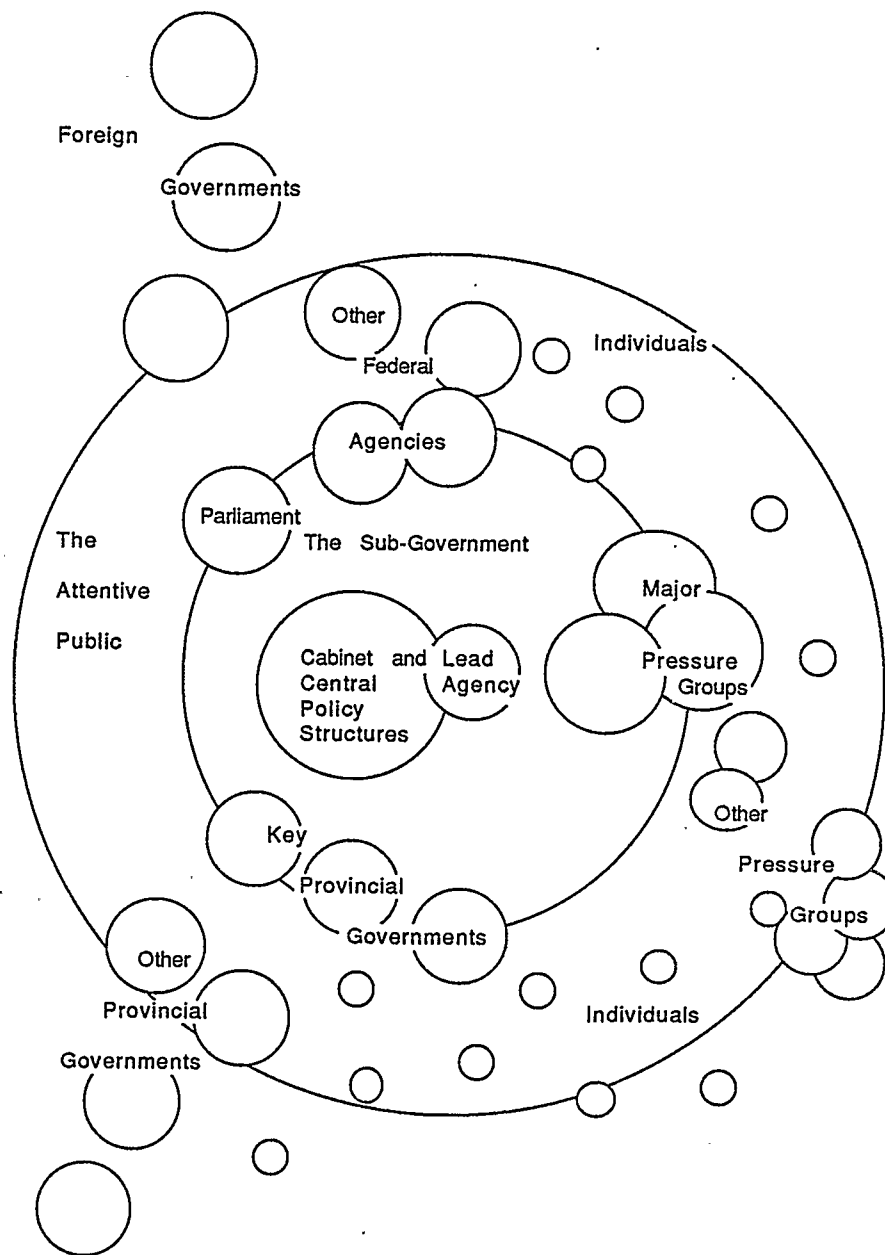 Foreign
Governments
Other
Federal
Individuals
Agencies
Parliament
The Sub-Government
The
Attentive
Public
Major
Pressure
Groups
Cabinet and Lead
Central Agency
Policy
Structures
Other
Key
Pressure
Provincial
Groups
Governments
Other
Provincial
Individuals
Governments